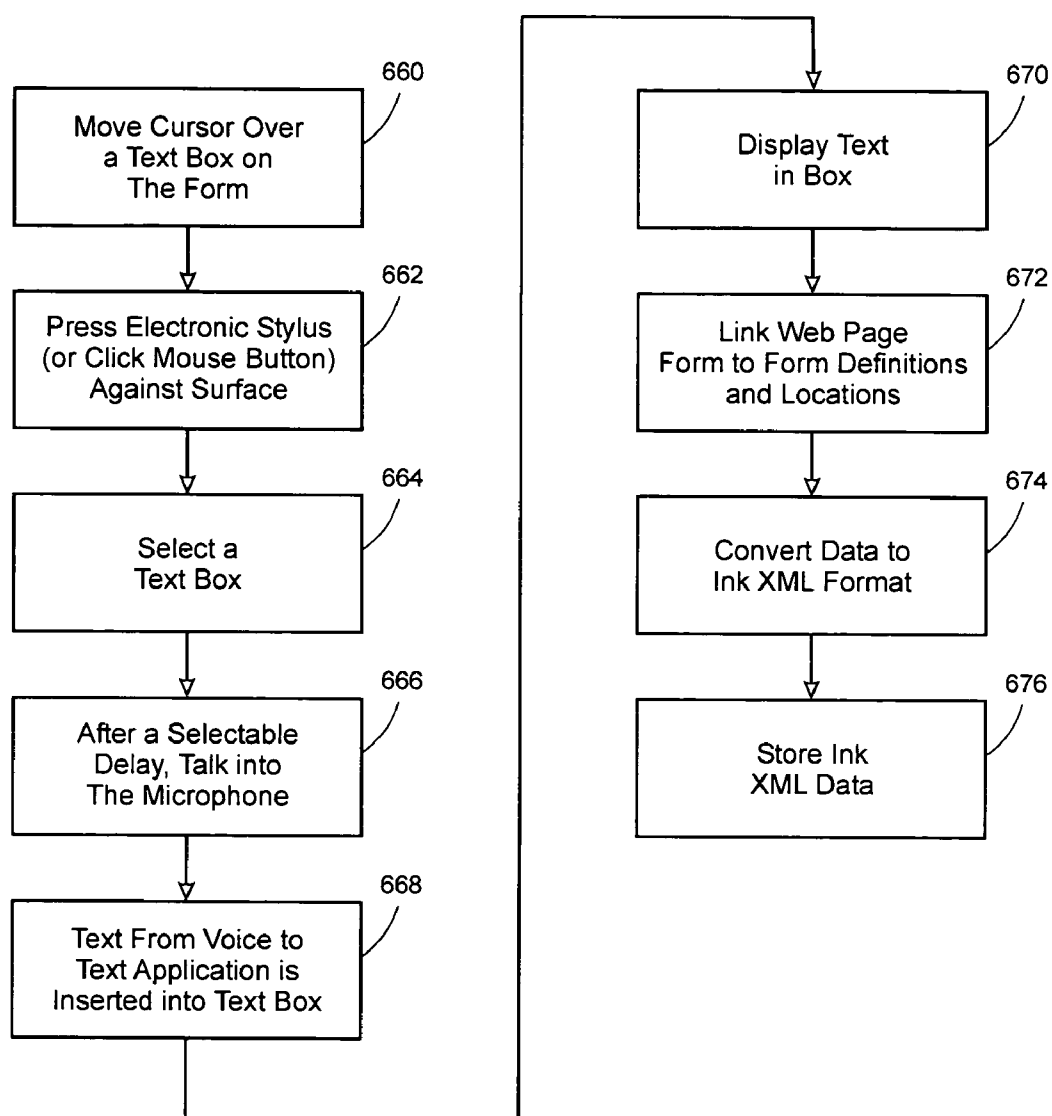 660
Move Cursor Over
a Text Box on
The Form
662
Press Electronic Stylus
(or Click Mouse Button)
Against Surface
664
Select a
Text Box
666
After a Selectable
Delay, Talk into
The Microphone
668
Text From Voice to
Text Application is
Inserted into Text Box
670
Display Text
in Box
672
Link Web Page
Form to Form Definitions
and Locations
674
Convert Data to
Ink XML Format
676
Store Ink
XML Data